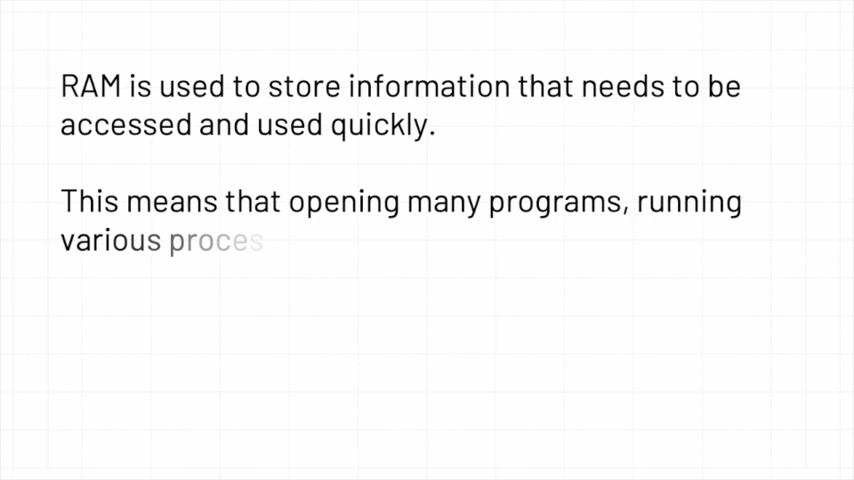 RAM is used to store information that needs to be
accessed and used quickly.
This means that opening many programs, running
various proces